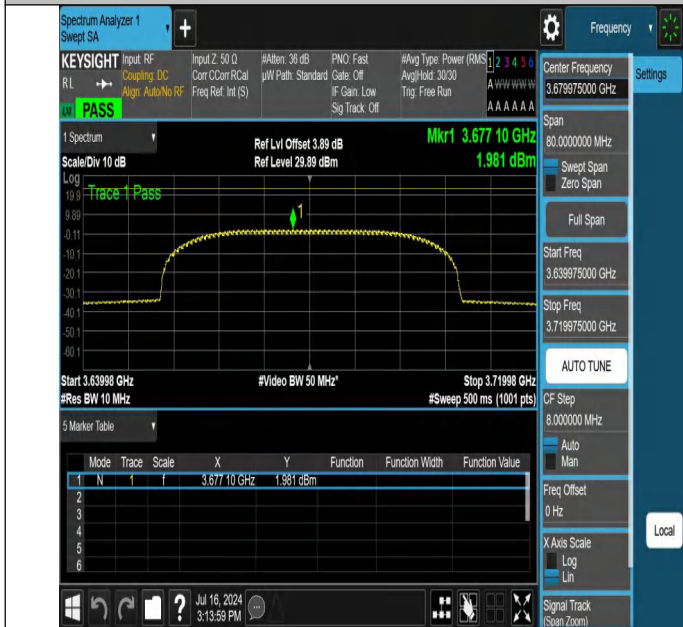 Spectrum Analyzer 1
Swept SA
+
Frequency
KEYSIGHT
RL
PASS
Input: RF
Coupling: DC
Align: Auto/No RF
Input Z: 50 Ω
Corr CCorr RCal
Freq Ref: Int (S)
#Atten: 36 dB
µW Path: Standard
PNO: Fast
Gate: Off
IF Gain: Low
Sig Track: Off
#Avg Type: Power (RMS
Avg|Hold: 30/30
Trig: Free Run
1 2 3 4 5 6
A W W W W W
A A A A A A
1 Spectrum
Scale/Div 10 dB
Ref Lvl Offset 3.89 dB
Ref Level 29.89 dBm
Mkr1 3.677 10 GHz
1.981 dBm
Log
Trace 1 Pass
1
19.9
9.89
-0.11
-10.1
-20.1
-30.1
-40.1
-50.1
-60.1
Start 3.63998 GHz
#Res BW 10 MHz
#Video BW 50 MHz*
Stop 3.71998 GHz
#Sweep 500 ms (1001 pts)
5 Marker Table
Mode Trace Scale X Y Function Function Width Function Value
1 N 1 f 3.677 10 GHz 1.981 dBm
2
3
4
5
6
?
Jul 16, 2024
3:13:59 PM
Center Frequency
3.679975000 GHz
Settings
Span
80.0000000 MHz
Swept Span
Zero Span
Full Span
Start Freq
3.639975000 GHz
Stop Freq
3.719975000 GHz
AUTO TUNE
CF Step
8.000000 MHz
Auto
Man
Freq Offset
0 Hz
X Axis Scale
Log
Lin
Local
Signal Track
(Span Zoom)